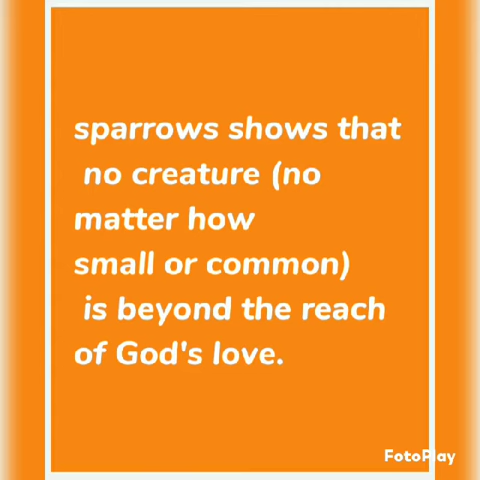 sparrows shows that
no creature (no
matter how
small or common)
is beyond the reach
of God's love.
FotoPlay